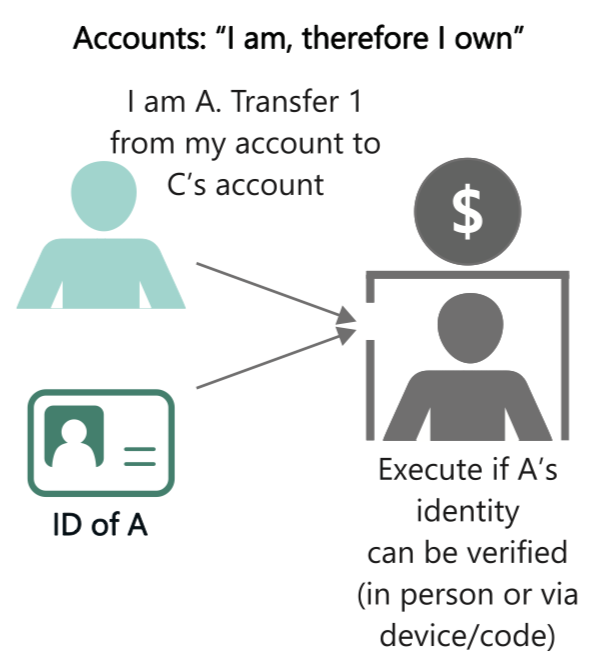 Accounts: “I am, therefore I own”
I am A. Transfer 1
from my account to
C’s account
$
ID of A
Execute if A’s
identity
can be verified
(in person or via
device/code)